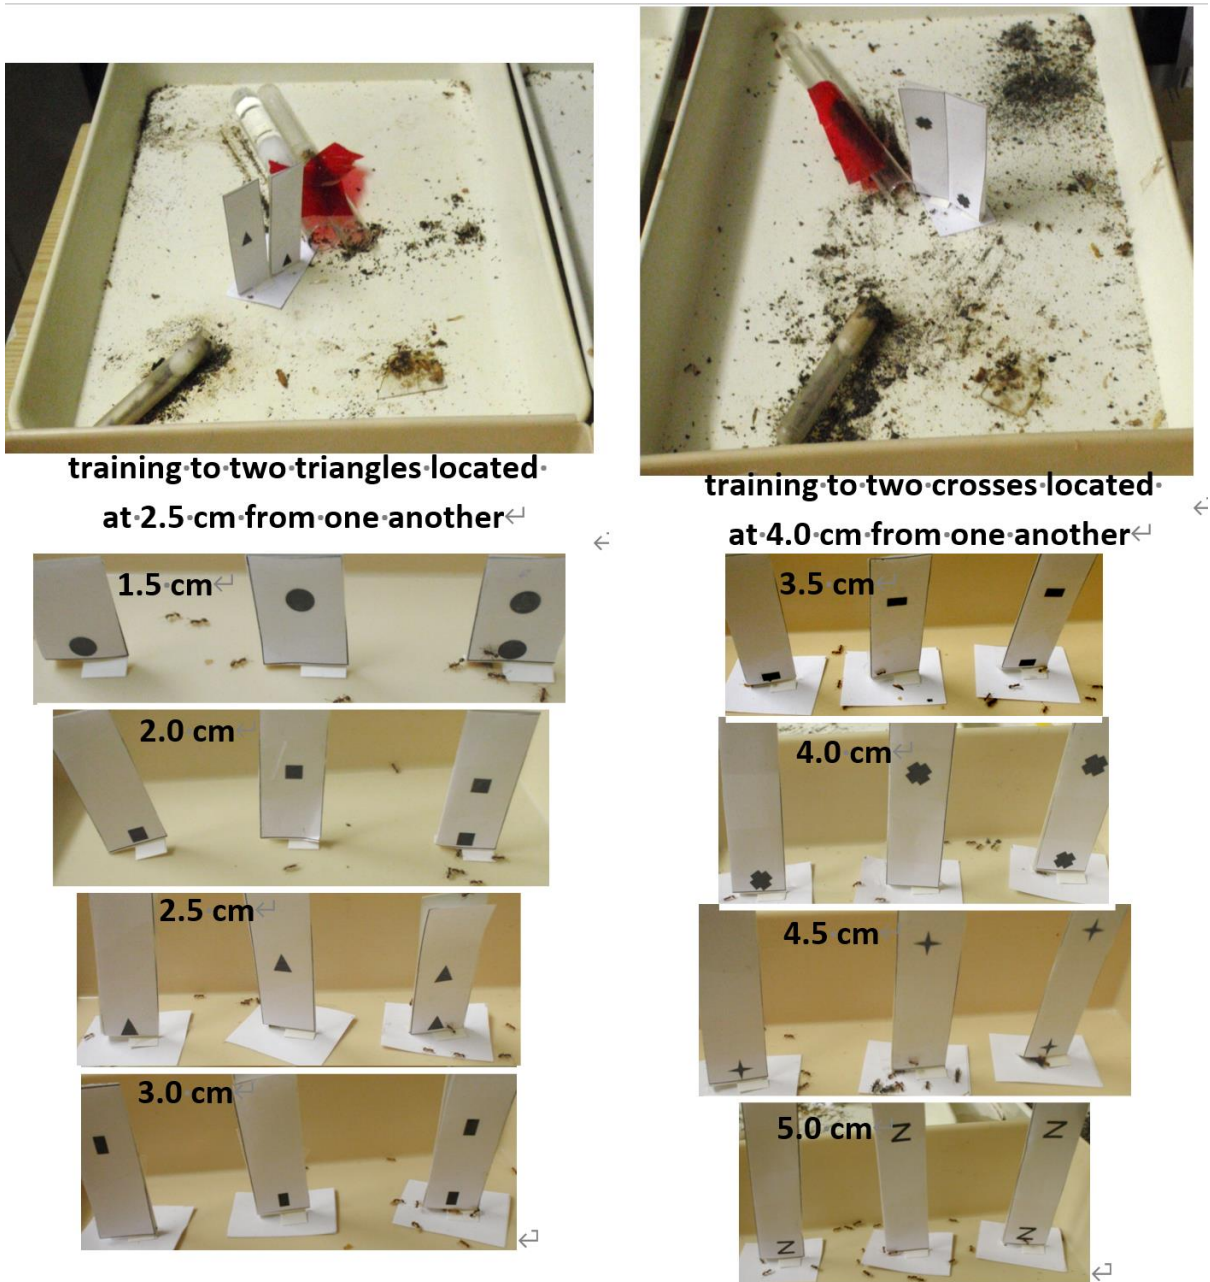 training to two triangles located
at 2.5 cm from one another
1.5 cm
2.0 cm
2.5 cm
3.0 cm
training to two crosses located
at 4.0 cm from one another
3.5 cm
4.0 cm
4.5 cm
5.0 cm
N N N
N